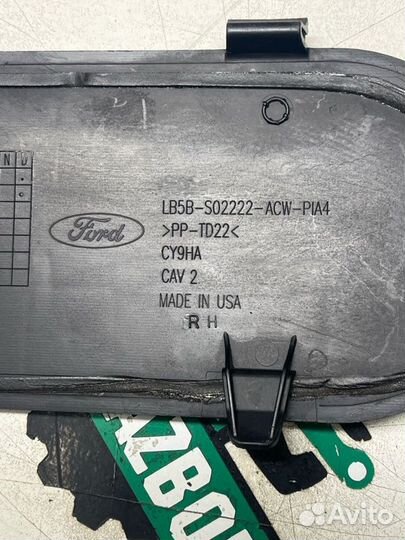 N D
Ford
LB5B-S02222-ACW-PIA4
>PP-TD22<
CY9HA
CAV 2
MADE IN USA
RH
Avito